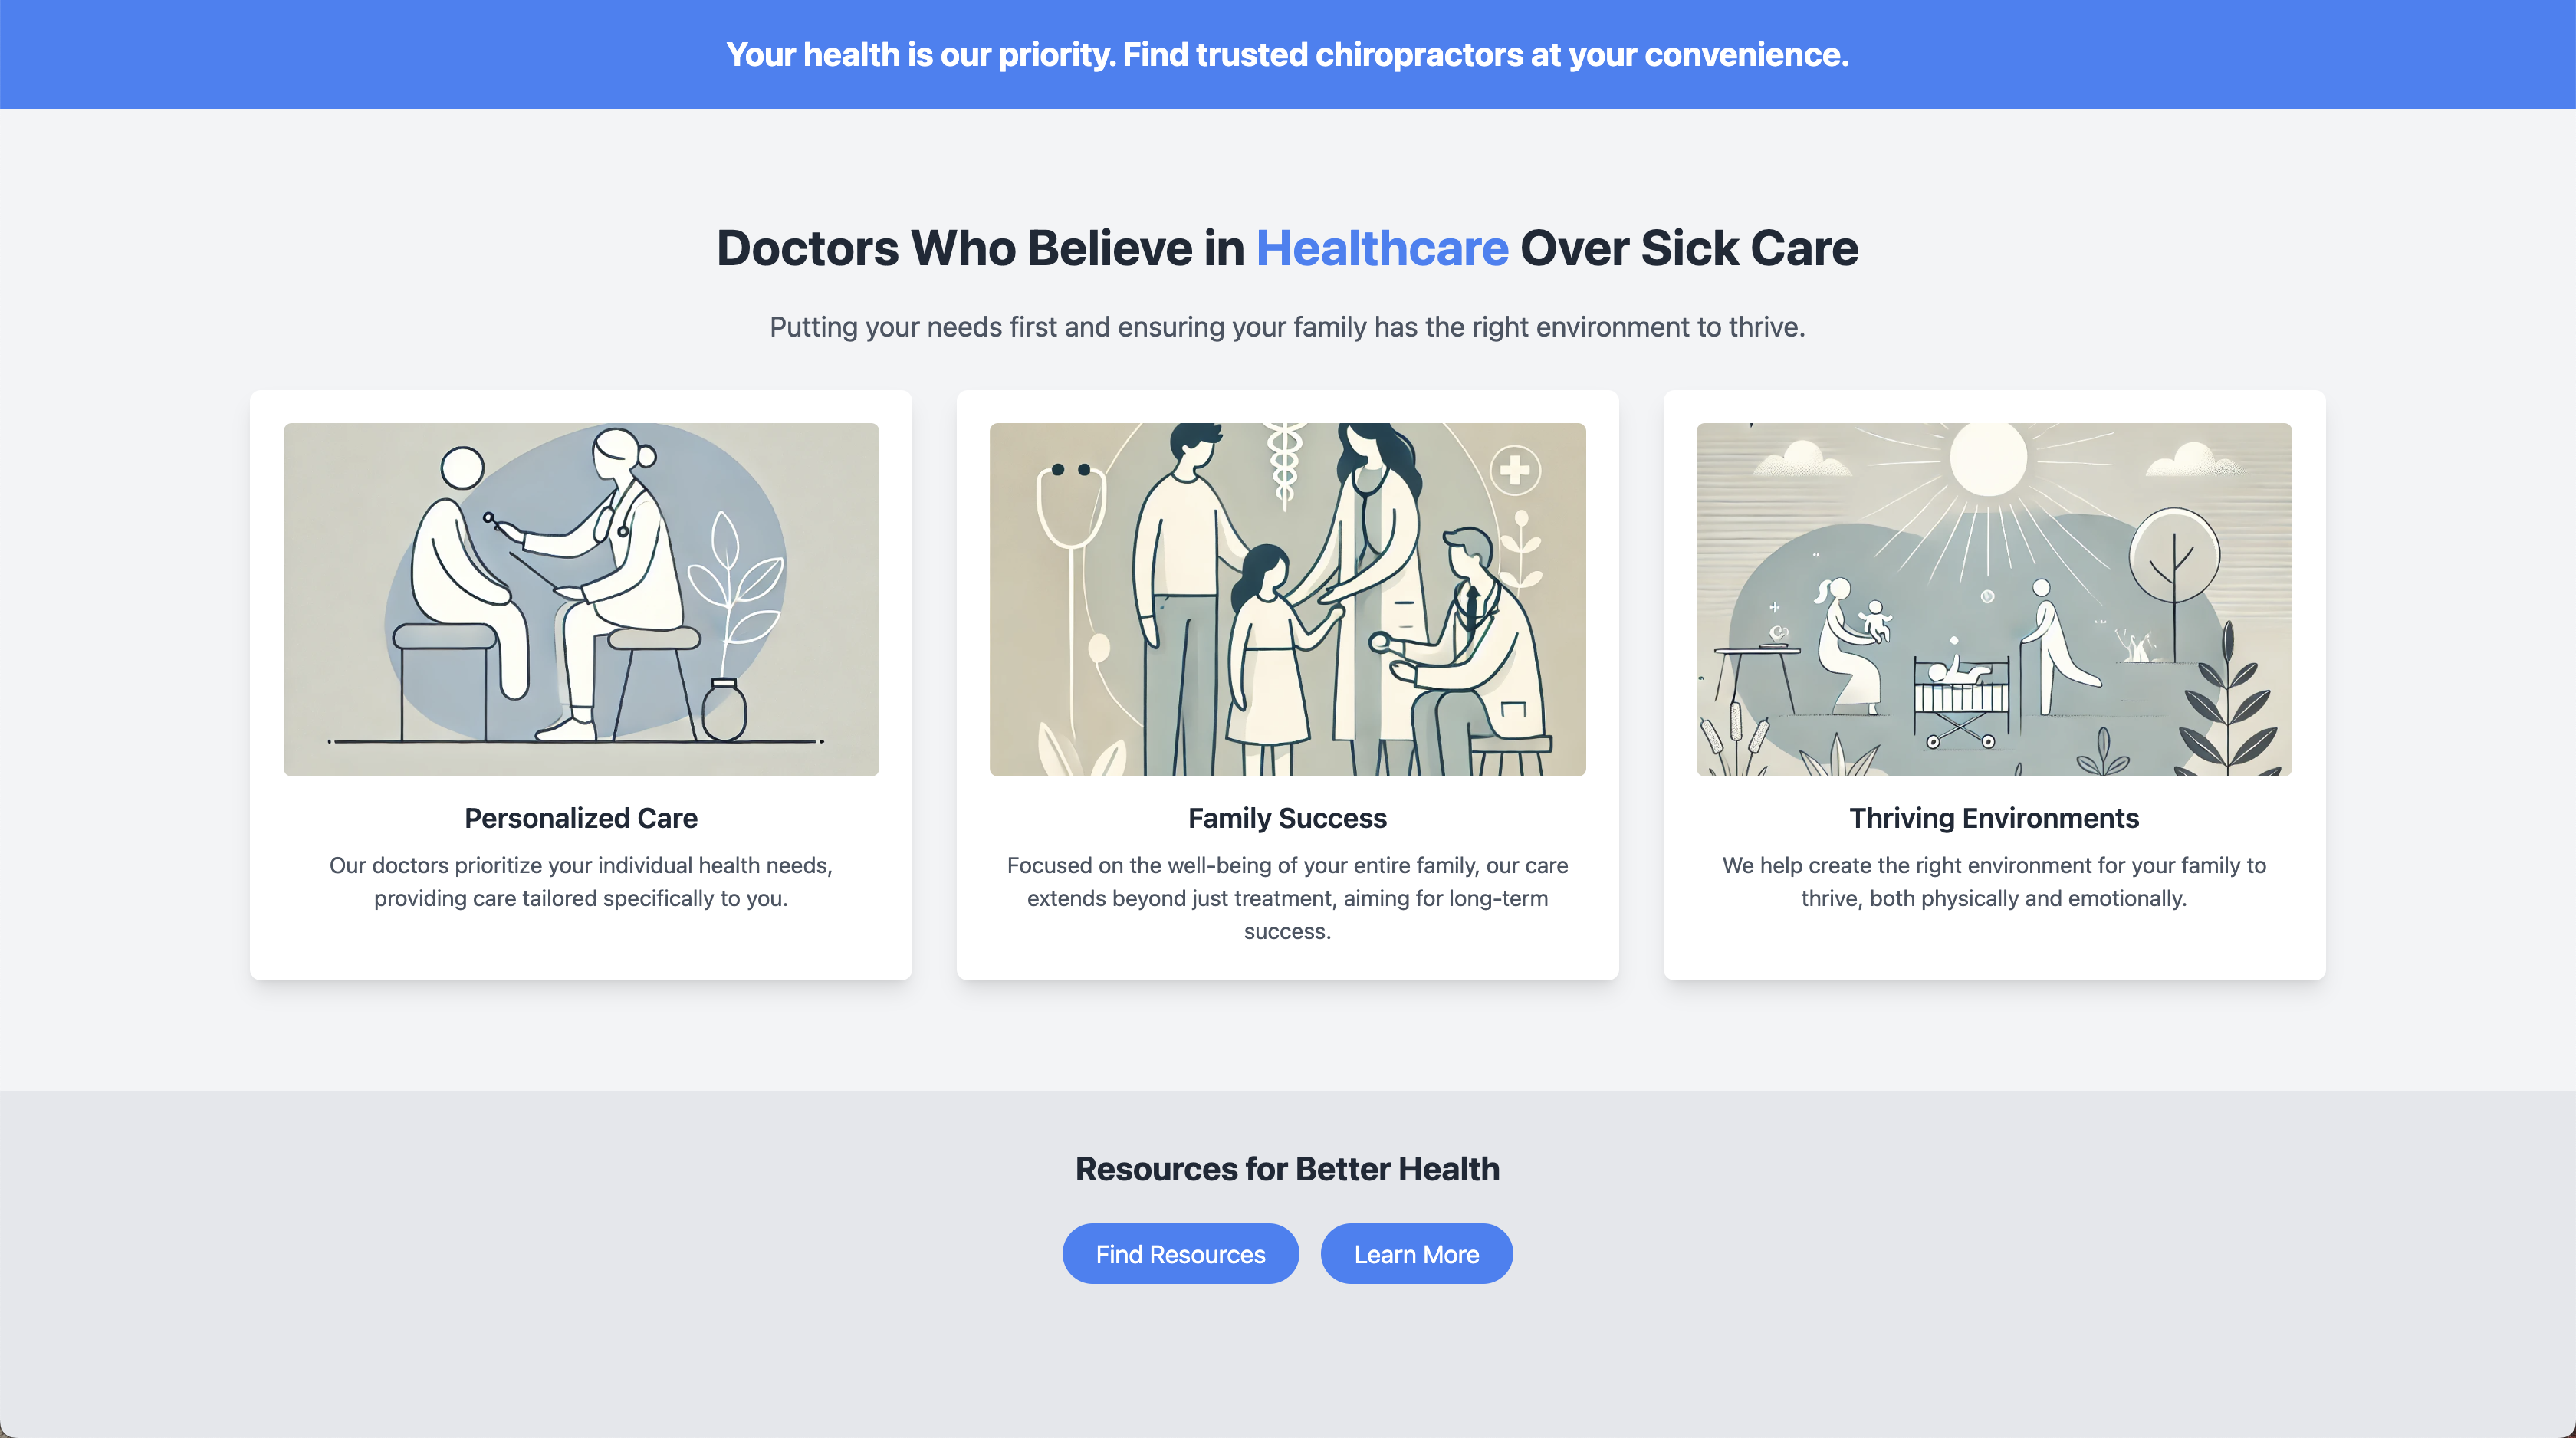 Your health is our priority. Find trusted chiropractors at your convenience.
Doctors Who Believe in Healthcare Over Sick Care
Putting your needs first and ensuring your family has the right environment to thrive.
Personalized Care
Our doctors prioritize your individual health needs,
providing care tailored specifically to you.
Family Success
Focused on the well-being of your entire family, our care
extends beyond just treatment, aiming for long-term
success.
Thriving Environments
We help create the right environment for your family to
thrive, both physically and emotionally.
Resources for Better Health
Find Resources
Learn More